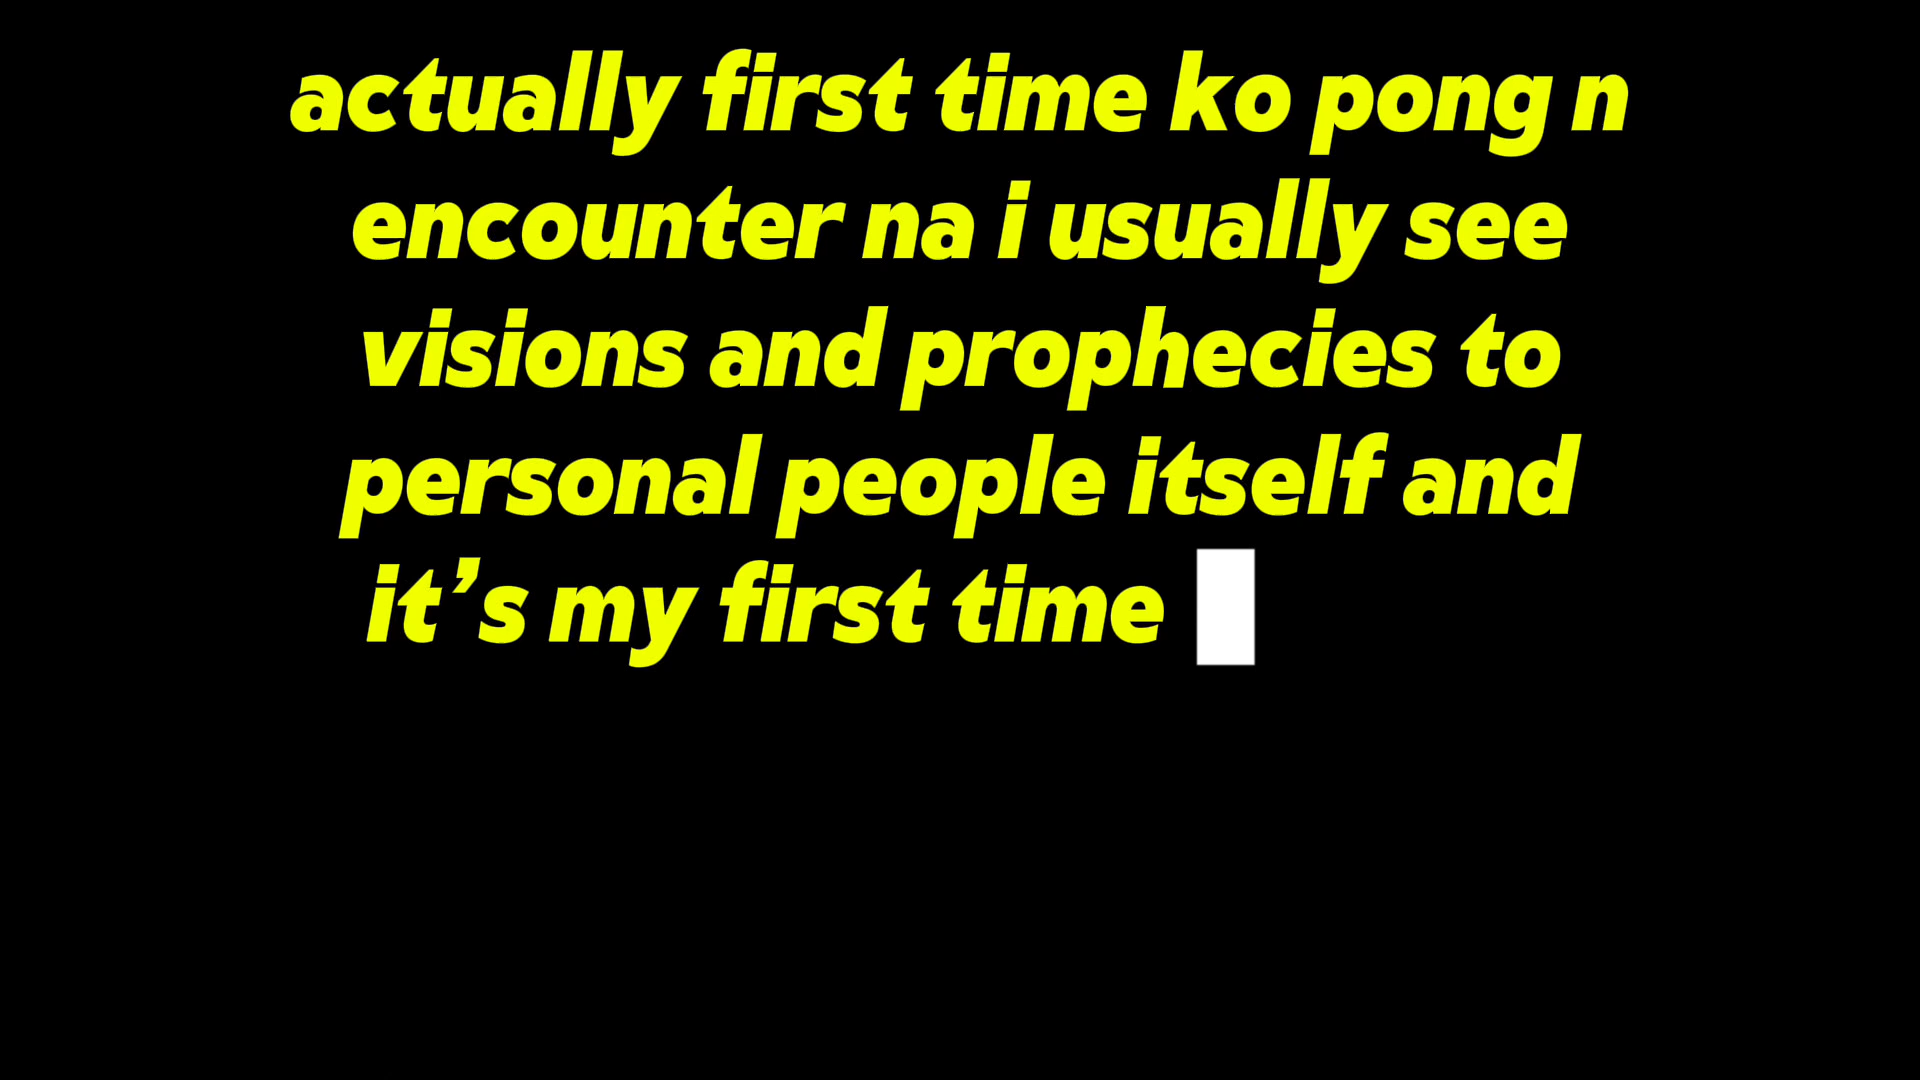 actually first time ko pong n
encounter na i usually see
visions and prophecies to
personal people itself and
it’s my first time